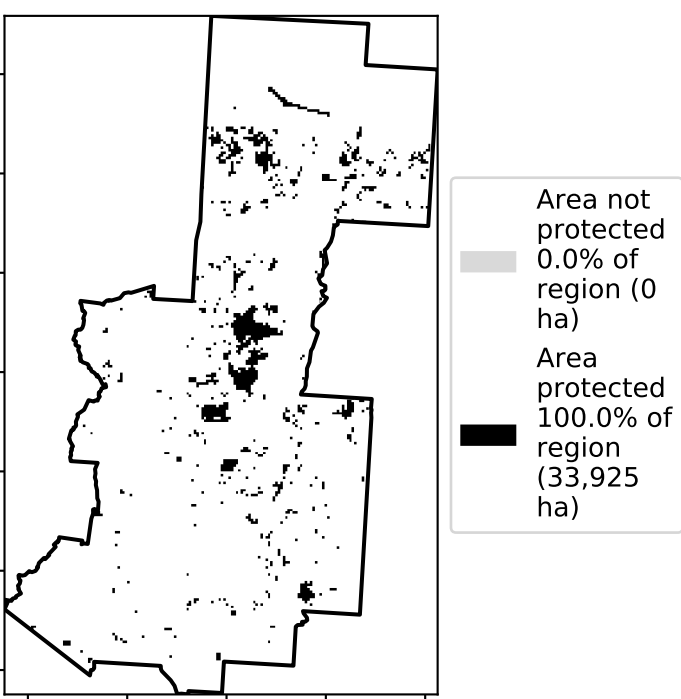 Area not
protected
0.0% of
region (0
ha)
Area
protected
100.0% of
region
(33,925
ha)